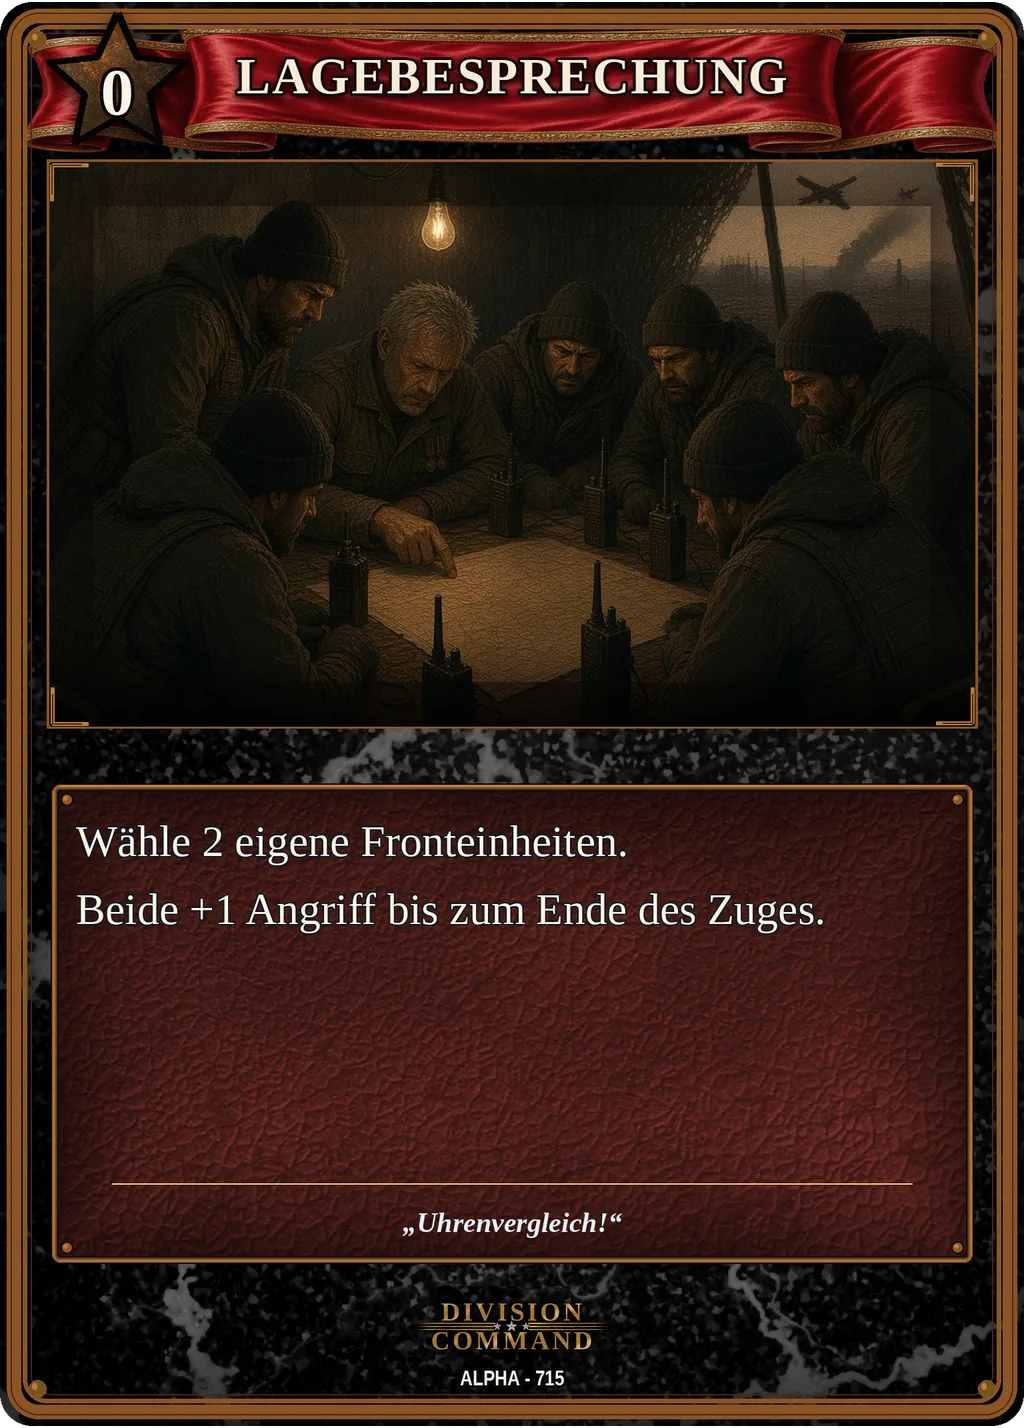 0
LAGEBESPRECHUNG
Wähle 2 eigene Fronteinheiten.
Beide +1 Angriff bis zum Ende des Zuges.
„Uhrenvergleich!“
DIVISION
COMMAND
ALPHA - 715